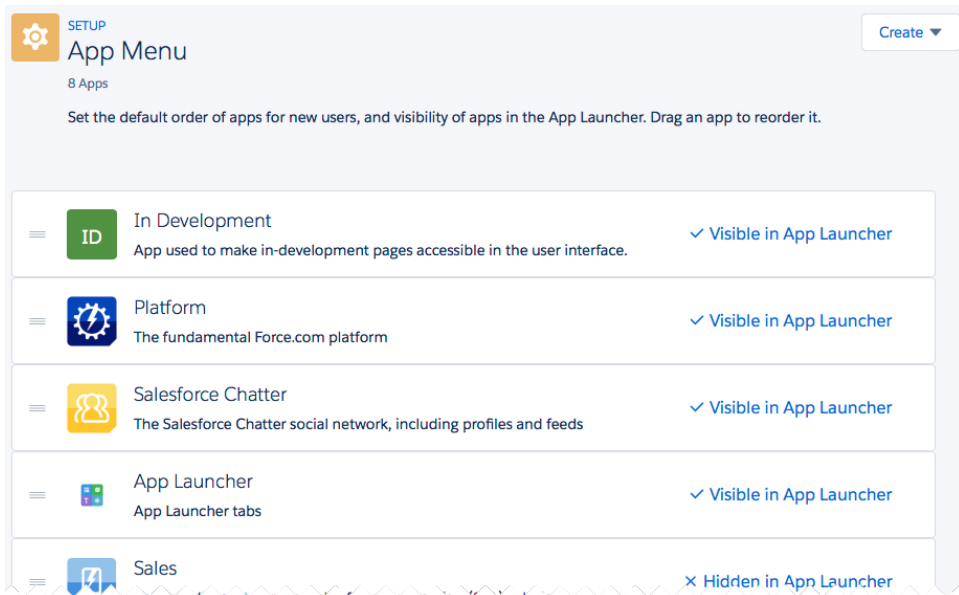 SETUP
App Menu
Create
8 Apps
Set the default order of apps for new users, and visibility of apps in the App Launcher. Drag an app to reorder it.
In Development
ID
Visible in App Launcher
App used to make in-development pages accessible in the user interface.
Platform
Visible in App Launcher
The fundamental Force.com platform
Salesforce Chatter
Visible in App Launcher
The Salesforce Chatter social network, including profiles and feeds
App Launcher
Visible in App Launcher
App Launcher tabs
Sales
Hidden in App Launcher